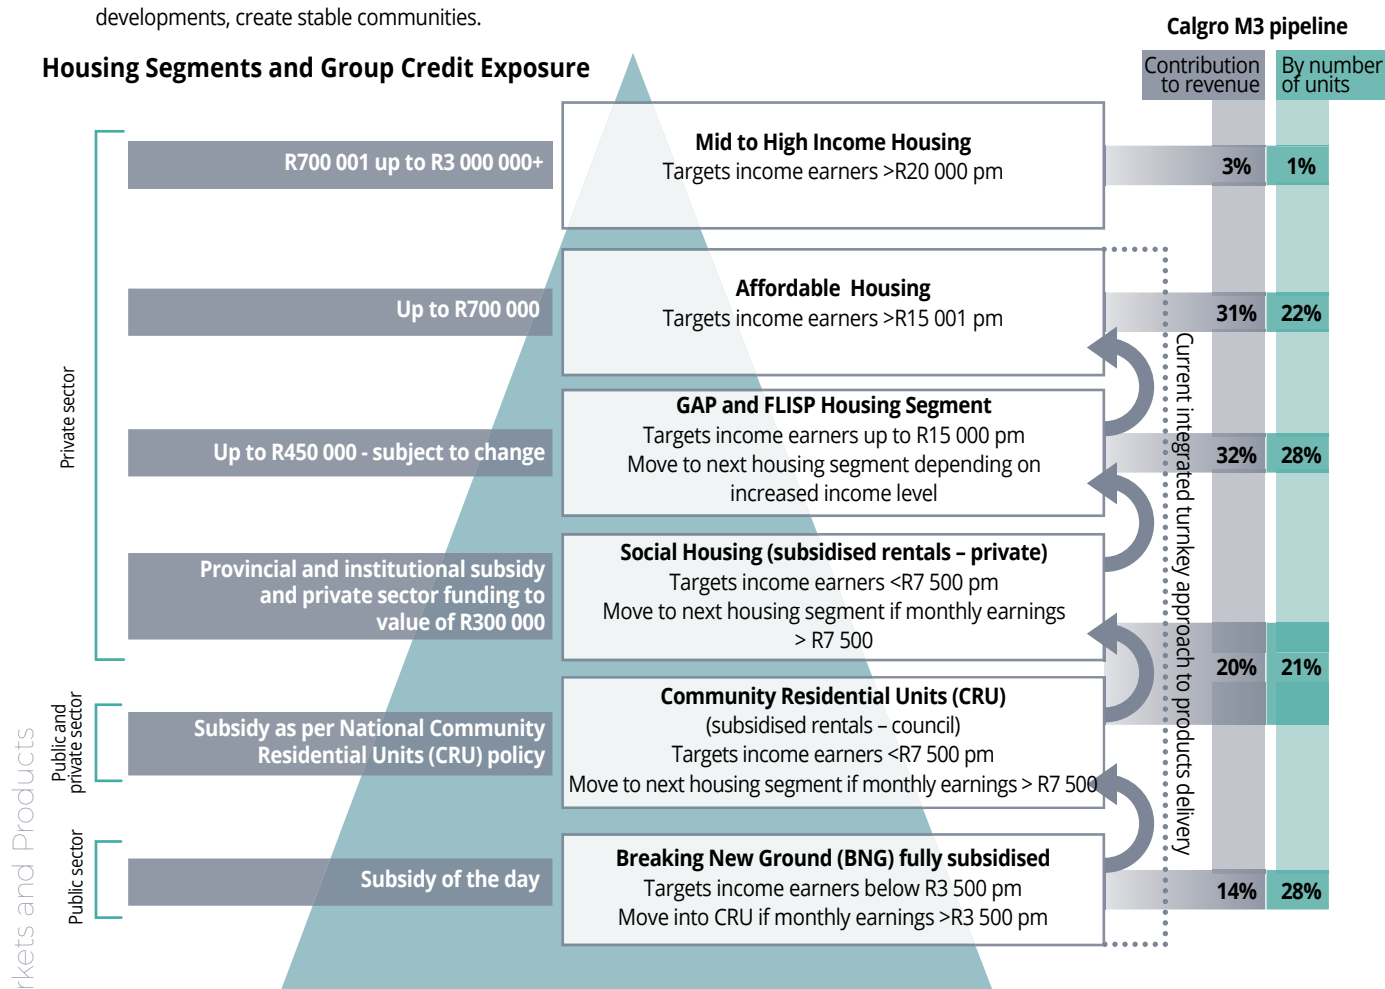 developments, create stable communities.
Calgro M3 pipeline
Housing Segments and Group Credit Exposure
Contribution
to revenue
By number
of units
Private sector
R700 001 up to R3 000 000+
Mid to High Income Housing
Targets income earners >R20 000 pm
3%
1%
Up to R700 000
Affordable Housing
Targets income earners >R15 001 pm
31%
22%
Up to R450 000 - subject to change
GAP and FLISP Housing Segment
Targets income earners up to R15 000 pm
Move to next housing segment depending on
increased income level
32%
28%
Provincial and institutional subsidy
and private sector funding to
value of R300 000
Social Housing (subsidised rentals – private)
Targets income earners <R7 500 pm
Move to next housing segment if monthly earnings
> R7 500
20%
21%
Public and
private sector
Subsidy as per National Community
Residential Units (CRU) policy
Community Residential Units (CRU)
(subsidised rentals – council)
Targets income earners <R7 500 pm
Move to next housing segment if monthly earnings > R7 500
Public sector
Subsidy of the day
Breaking New Ground (BNG) fully subsidised
Targets income earners below R3 500 pm
Move into CRU if monthly earnings >R3 500 pm
14%
28%
Current integrated turnkey approach to products delivery
rkets and Products